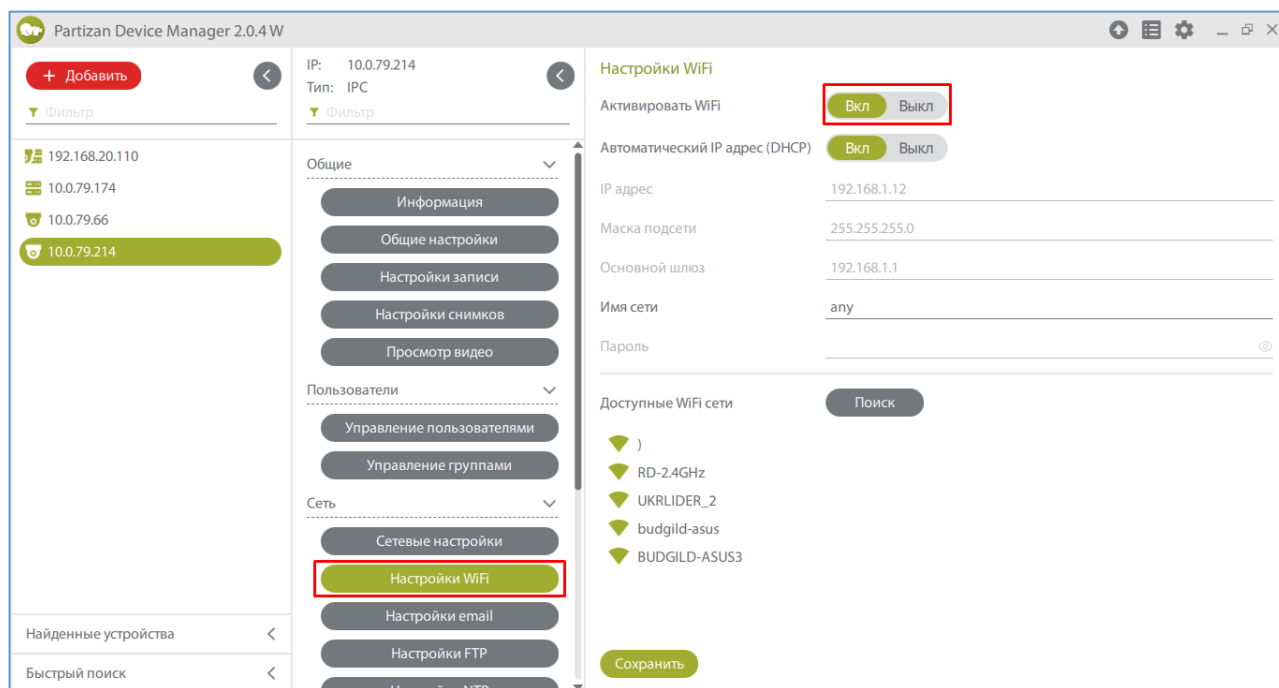 Partizan Device Manager 2.0.4 W
+ Добавить
Фильтр
192.168.20.110
10.0.79.174
10.0.79.66
10.0.79.214
Найденные устройства
Быстрый поиск
IP: 10.0.79.214
Тип: IPC
Фильтр
Общие
Информация
Общие настройки
Настройки записи
Настройки снимков
Просмотр видео
Пользователи
Управление пользователями
Управление группами
Сеть
Сетевые настройки
Настройки WiFi
Настройки email
Настройки FTP
Настройки WiFi
Активировать WiFi Вкл Выкл
Автоматический IP адрес (DHCP) Вкл Выкл
IP адрес 192.168.1.12
Маска подсети 255.255.255.0
Основной шлюз 192.168.1.1
Имя сети any
Пароль
Доступные WiFi сети Поиск
)
RD-2.4GHz
UKRLIDER_2
budgild-asus
BUDGILD-ASUS3
Сохранить